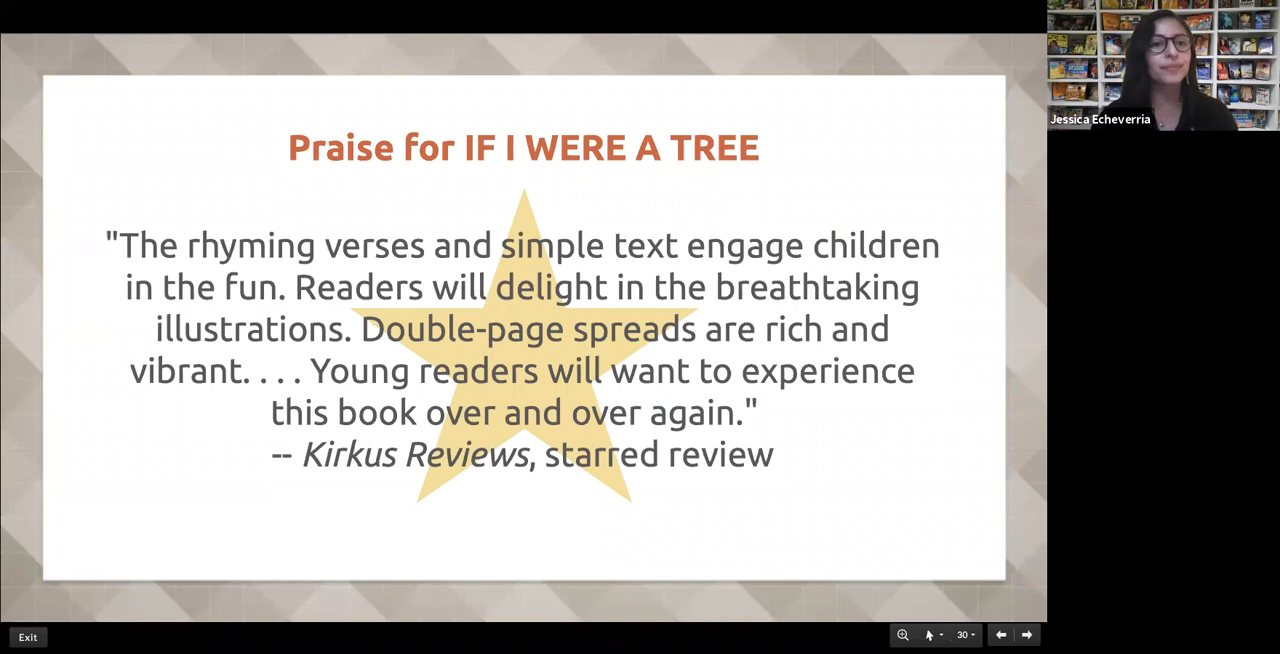 Praise for IF I WERE A TREE
"The rhyming verses and simple text engage children
in the fun. Readers will delight in the breathtaking
illustrations. Double-page spreads are rich and
vibrant. . . . Young readers will want to experience
this book over and over again."
-- Kirkus Reviews, starred review
Jessica Echeverria
Exit
30